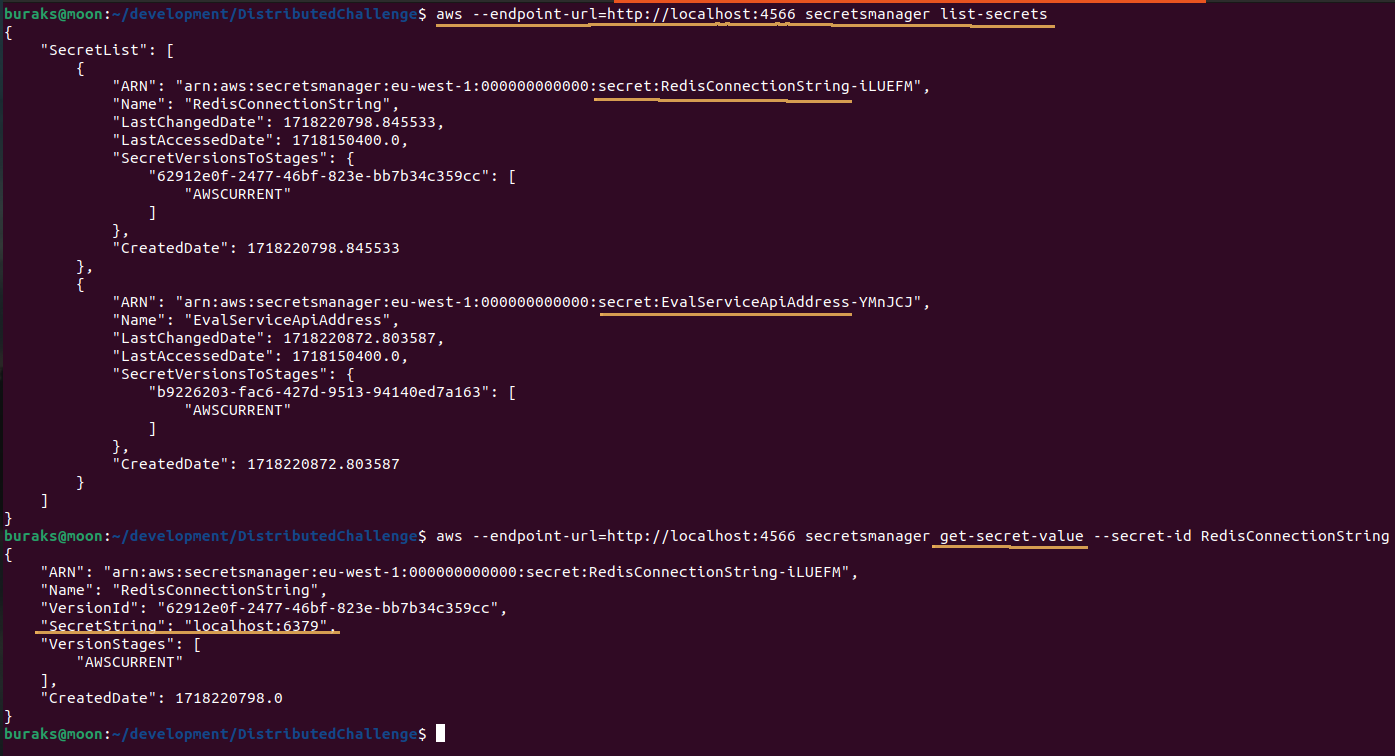 buraks@moon:~/development/DistributedChallenge$ aws --endpoint-url=http://localhost:4566 secretsmanager list-secrets
{
    "SecretList": [
        {
            "ARN": "arn:aws:secretsmanager:eu-west-1:000000000000:secret:RedisConnectionString-iLUEFM",
            "Name": "RedisConnectionString",
            "LastChangedDate": 1718220798.845533,
            "LastAccessedDate": 1718150400.0,
            "SecretVersionsToStages": {
                "62912e0f-2477-46bf-823e-bb7b34c359cc": [
                    "AWSCURRENT"
                ]
            },
            "CreatedDate": 1718220798.845533
        },
        {
            "ARN": "arn:aws:secretsmanager:eu-west-1:000000000000:secret:EvalServiceApiAddress-YMnJCJ",
            "Name": "EvalServiceApiAddress",
            "LastChangedDate": 1718220872.803587,
            "LastAccessedDate": 1718150400.0,
            "SecretVersionsToStages": {
                "b9226203-fac6-427d-9513-94140ed7a163": [
                    "AWSCURRENT"
                ]
            },
            "CreatedDate": 1718220872.803587
        }
    ]
}
buraks@moon:~/development/DistributedChallenge$ aws --endpoint-url=http://localhost:4566 secretsmanager get-secret-value --secret-id RedisConnectionString
{
    "ARN": "arn:aws:secretsmanager:eu-west-1:000000000000:secret:RedisConnectionString-iLUEFM",
    "Name": "RedisConnectionString",
    "VersionId": "62912e0f-2477-46bf-823e-bb7b34c359cc",
    "SecretString": "localhost:6379",
    "VersionStages": [
        "AWSCURRENT"
    ],
    "CreatedDate": 1718220798.0
}
buraks@moon:~/development/DistributedChallenge$